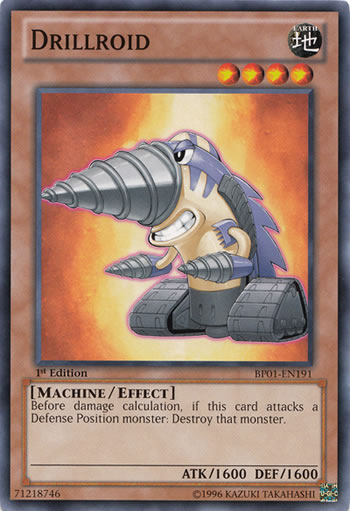 DRILLROID
EARTH
地
1st Edition
BP01-EN191
[MACHINE/EFFECT]
Before damage calculation, if this card attacks a
Defense Position monster: Destroy that monster.
ATK/1600 DEF/1600
71218746
©1996 KAZUKI TAKAHASHI